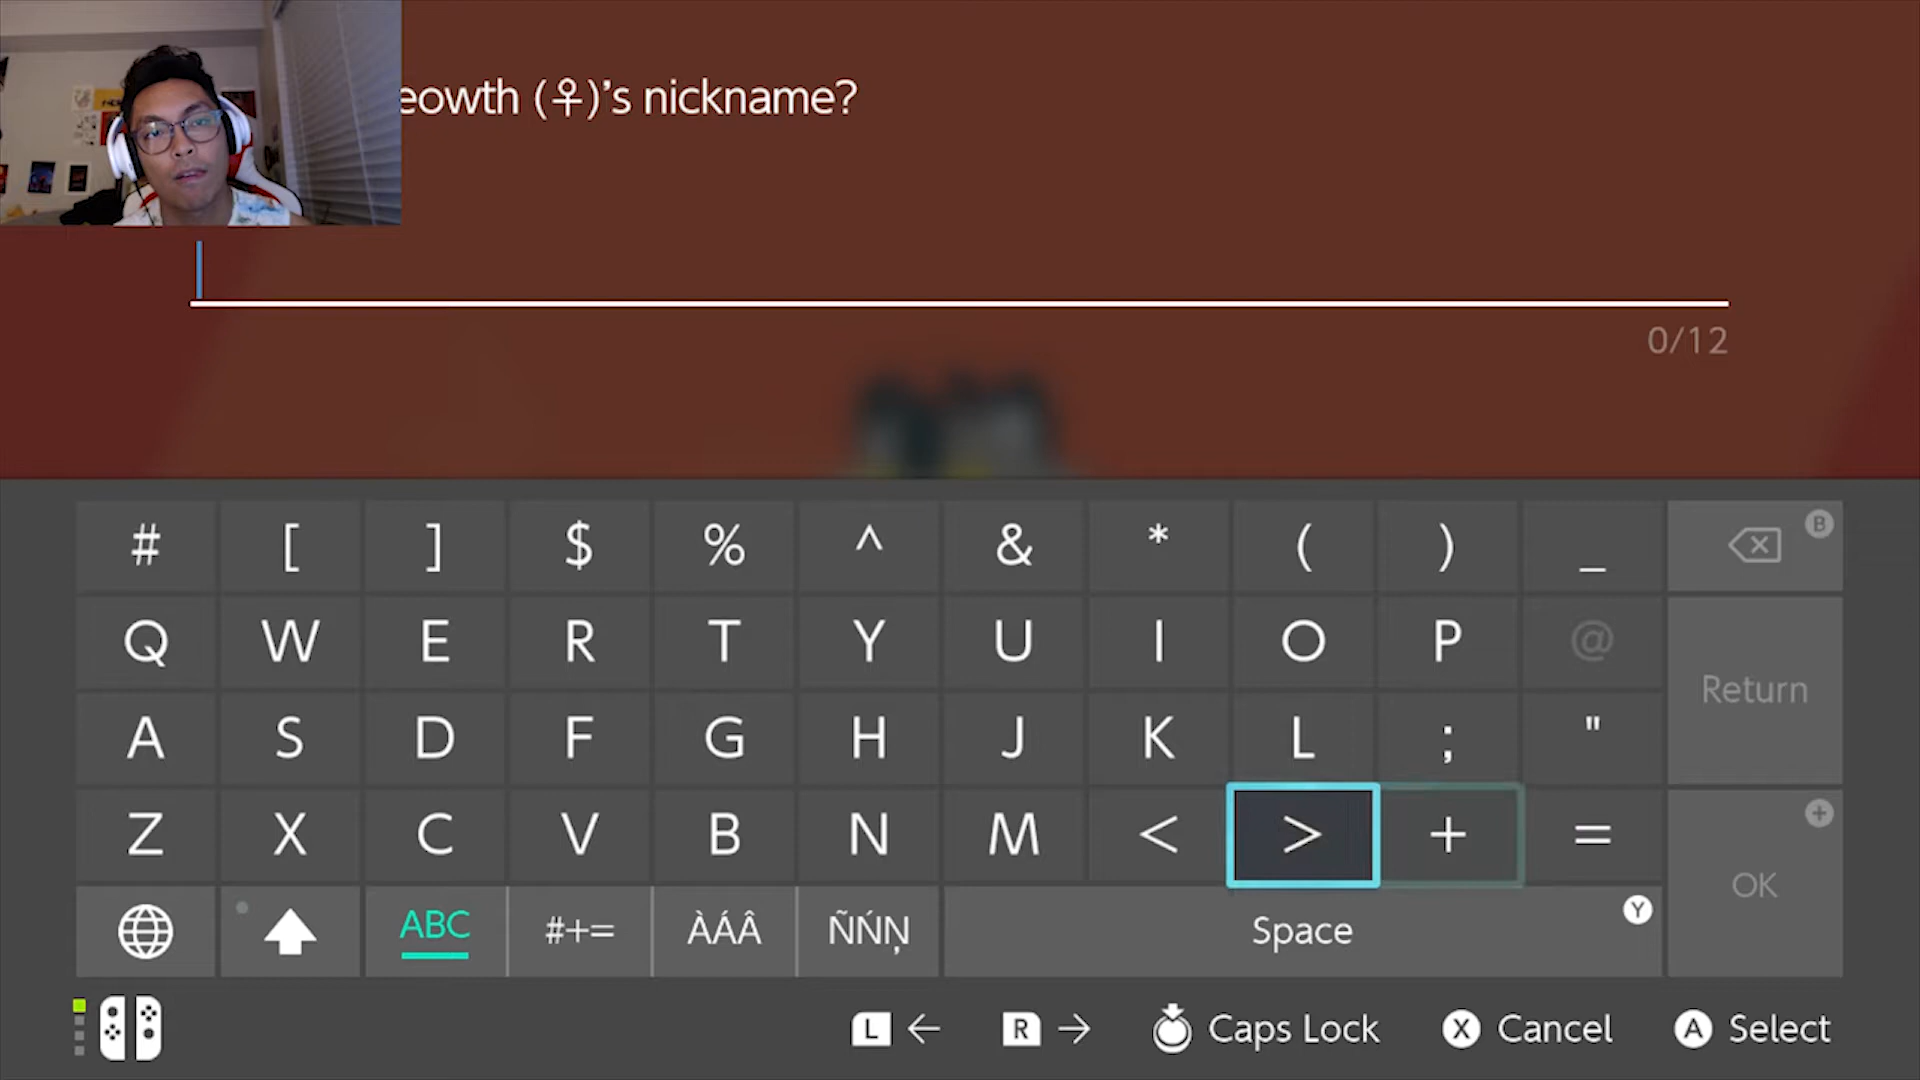 eowth (♀)'s nickname?
0/12
# [ ] $ % ^ & * ( ) _ B
Q W E R T Y U I O P @
Return
A S D F G H J K L ; "
Z X C V B N M < > + = +
OK
ABC #+= ÀÁÂ ÑŃŅ Space Y
L ← R → Caps Lock X Cancel A Select